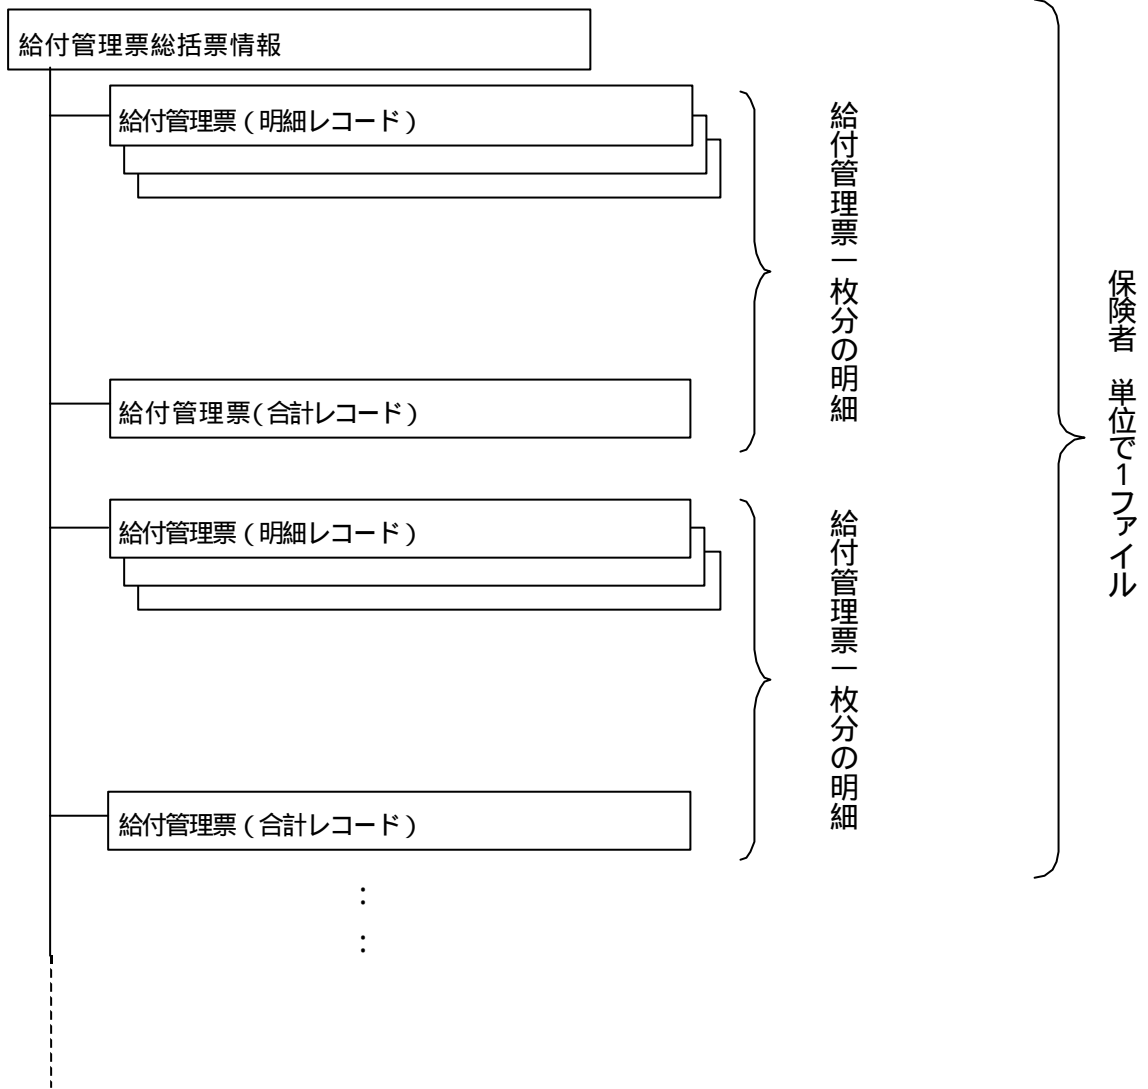 給付管理票総括票情報
給付管理票（明細レコード）
給付管理票(合計レコード)
給付管理票一枚分の明細
給付管理票（明細レコード）
給付管理票（合計レコード）
給付管理票一枚分の明細
：
：
保険者　単位で1ファイル